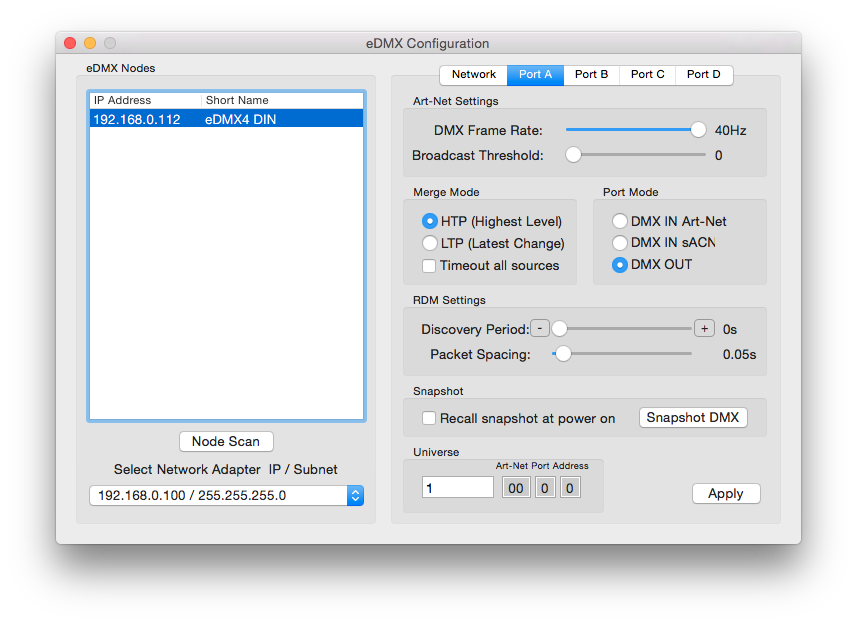 eDMX Configuration
eDMX Nodes
IP Address Short Name
192.168.0.112 eDMX4 DIN
Node Scan
Select Network Adapter IP / Subnet
192.168.0.100 / 255.255.255.0
Network Port A Port B Port C Port D
Art-Net Settings
DMX Frame Rate: 40Hz
Broadcast Threshold: 0
Merge Mode
HTP (Highest Level)
LTP (Latest Change)
Timeout all sources
Port Mode
DMX IN Art-Net
DMX IN sACN
DMX OUT
RDM Settings
Discovery Period: - + 0s
Packet Spacing: 0.05s
Snapshot
Recall snapshot at power on Snapshot DMX
Universe
Art-Net Port Address
1 00 0 0
Apply